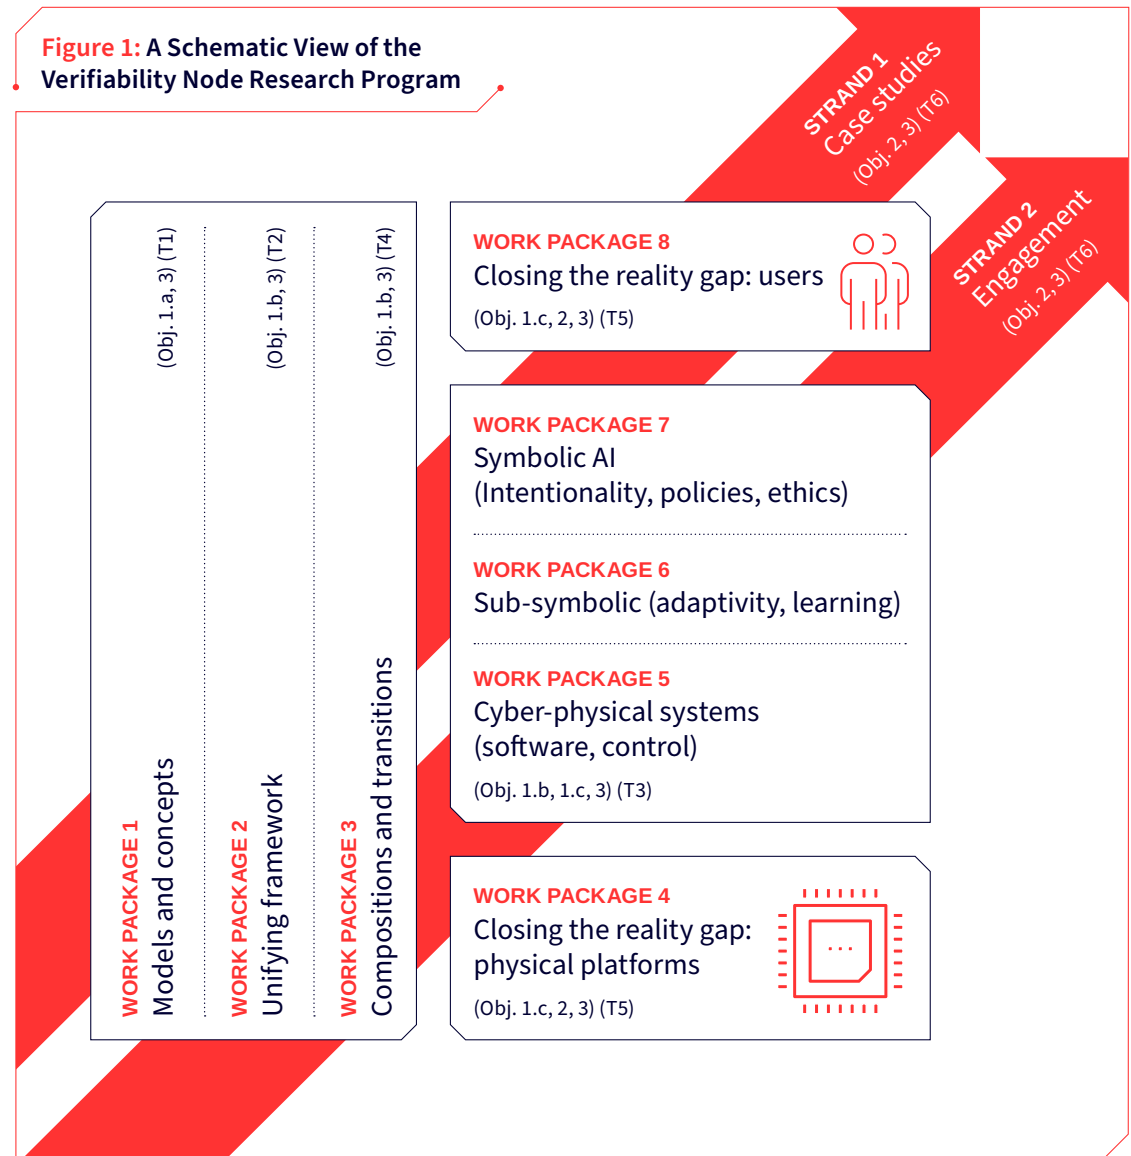 Figure 1: A Schematic View of the
Verifiability Node Research Program
STRAND 1
Case studies
(Obj. 2, 3) (T6)
STRAND 2
Engagement
(Obj. 2, 3) (T6)
WORK PACKAGE 1
Models and concepts
(Obj. 1.a, 3) (T1)
WORK PACKAGE 2
Unifying framework
(Obj. 1.b, 3) (T2)
WORK PACKAGE 3
Compositions and transitions
(Obj. 1.b, 3) (T4)
WORK PACKAGE 8
Closing the reality gap: users
(Obj. 1.c, 2, 3) (T5)
WORK PACKAGE 7
Symbolic AI
(Intentionality, policies, ethics)
WORK PACKAGE 6
Sub-symbolic (adaptivity, learning)
WORK PACKAGE 5
Cyber-physical systems
(software, control)
(Obj. 1.b, 1.c, 3) (T3)
WORK PACKAGE 4
Closing the reality gap:
physical platforms
(Obj. 1.c, 2, 3) (T5)